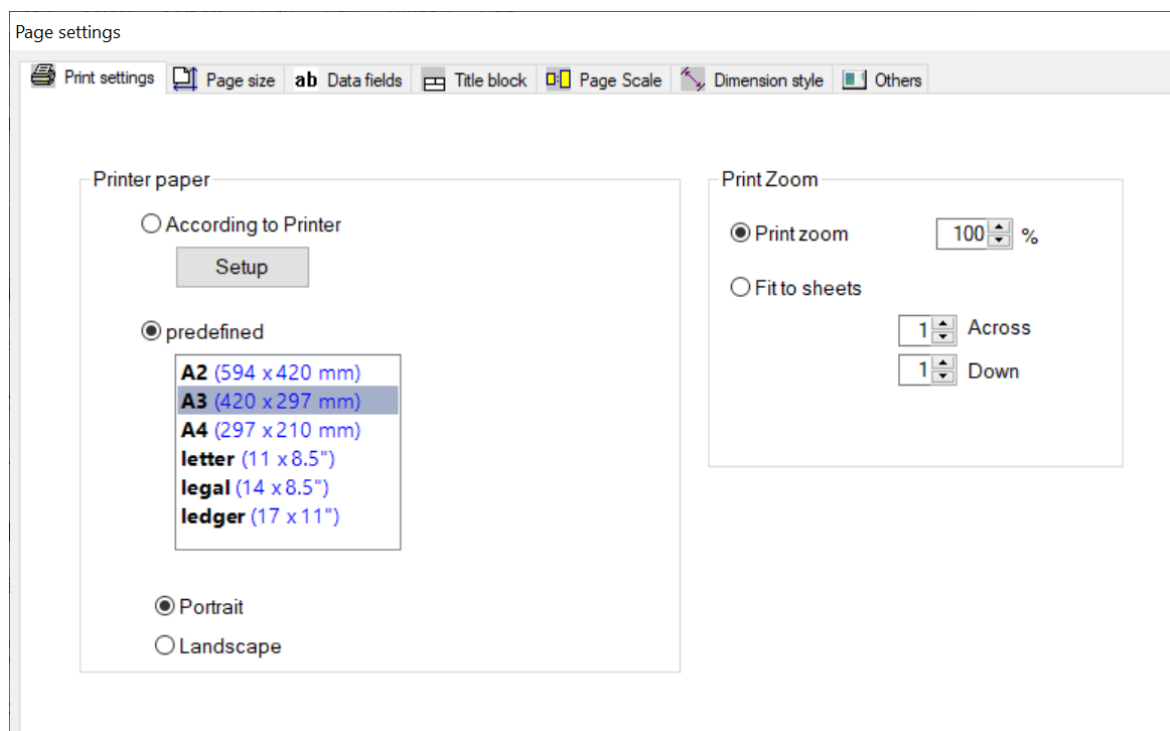 Page settings
Print settings Page size ab Data fields Title block Page Scale Dimension style Others
Printer paper
According to Printer
Setup
predefined
A2 (594 x 420 mm)
A3 (420 x 297 mm)
A4 (297 x 210 mm)
letter (11 x 8.5")
legal (14 x 8.5")
ledger (17 x 11")
Portrait
Landscape
Print Zoom
Print zoom 100 %
Fit to sheets
1 Across
1 Down